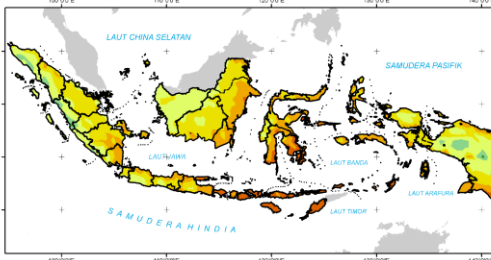 LAUT CHINA SELATAN
SAMUDERA PASIFIK
LAUT JAWA
LAUT BANDA
LAUT ARAFURA
LAUT TIMOR
SAMUDERA HINDIA